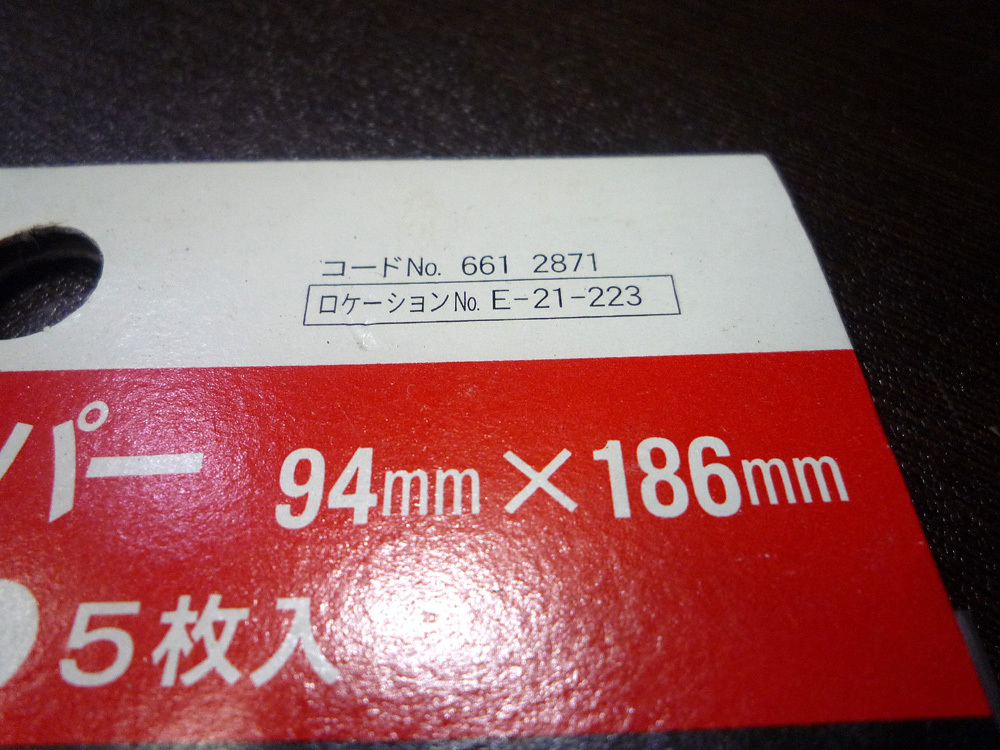 コードNo. 661 2871
ロケーションNo. E-21-223
パー 94mm×186mm
5枚入